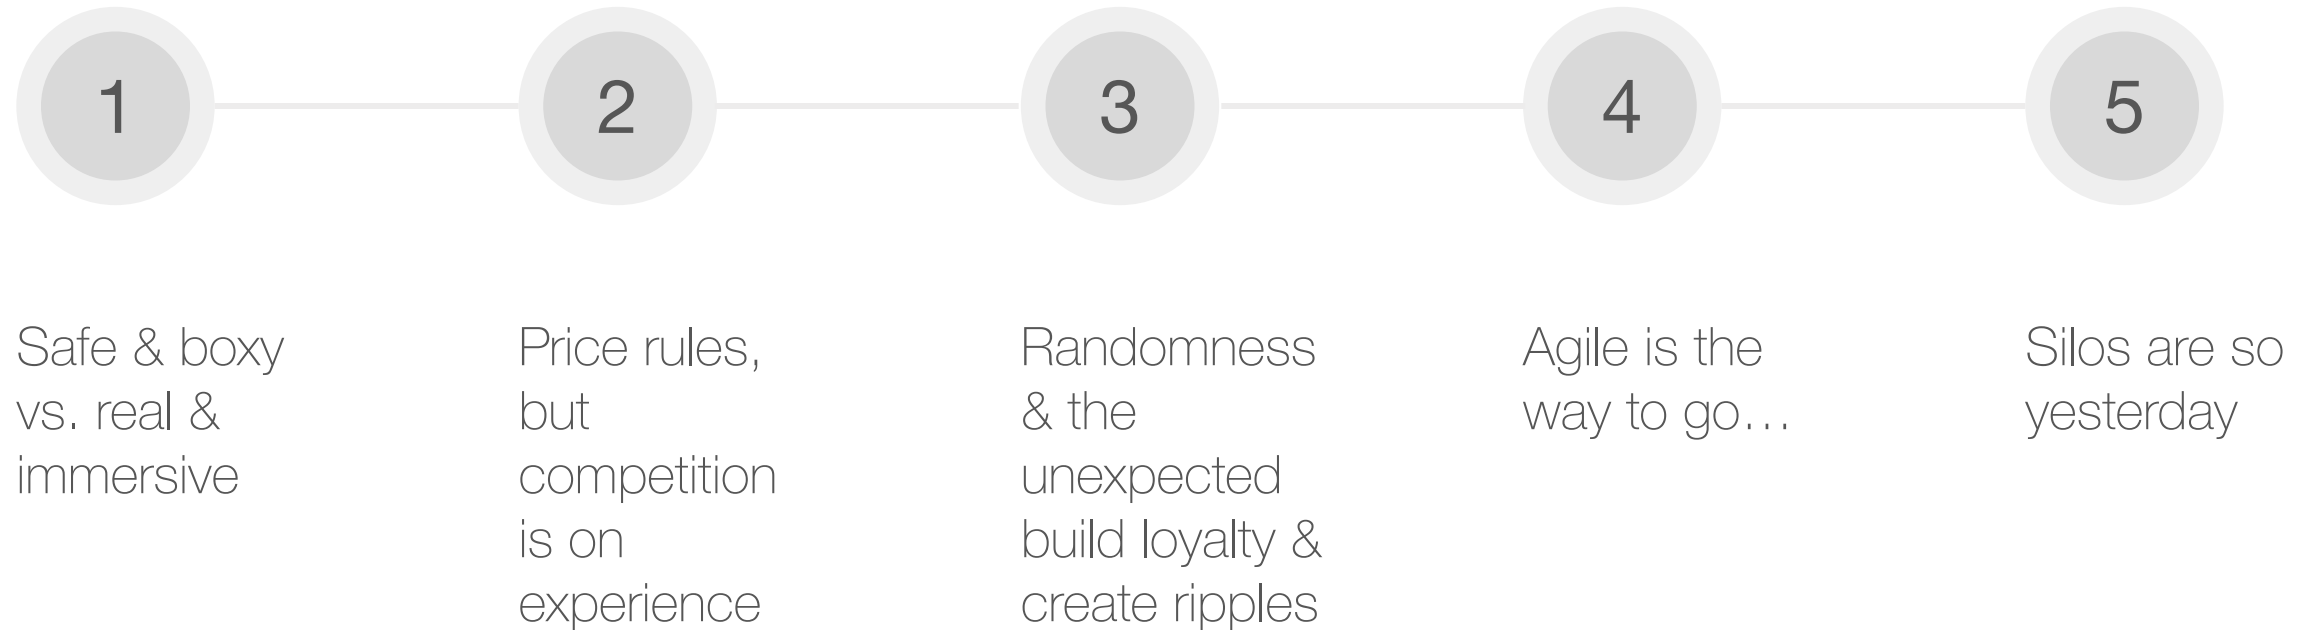 1
2
3
4
5
Safe & boxy
vs. real &
immersive
Price rules,
but
competition
is on
experience
Randomness
& the
unexpected
build loyalty &
create ripples
Agile is the
way to go…
Silos are so
yesterday